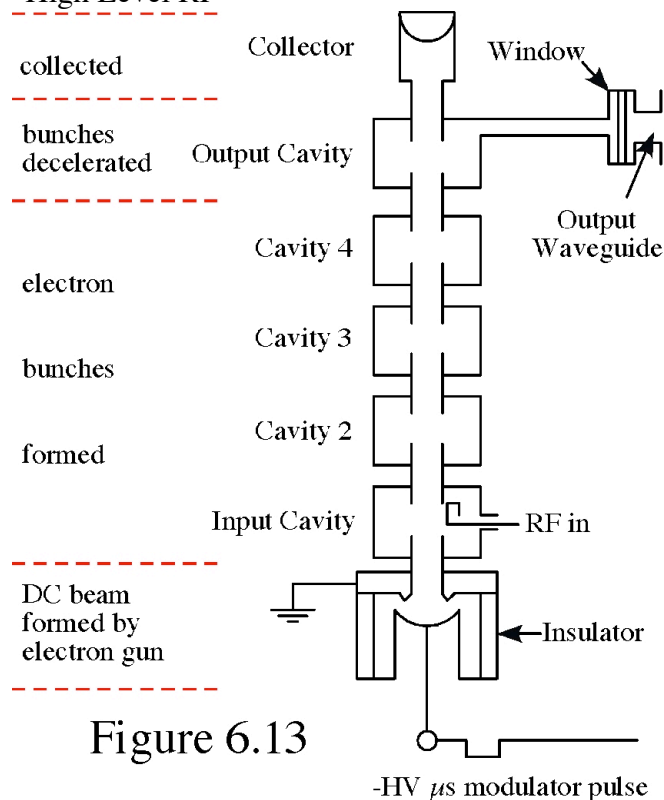 High Level RF
collected
bunches
decelerated
electron
bunches
formed
DC beam
formed by
electron gun
Collector
Output Cavity
Cavity 4
Cavity 3
Cavity 2
Input Cavity
Window
Output
Waveguide
RF in
Insulator
Figure 6.13
-HV μs modulator pulse